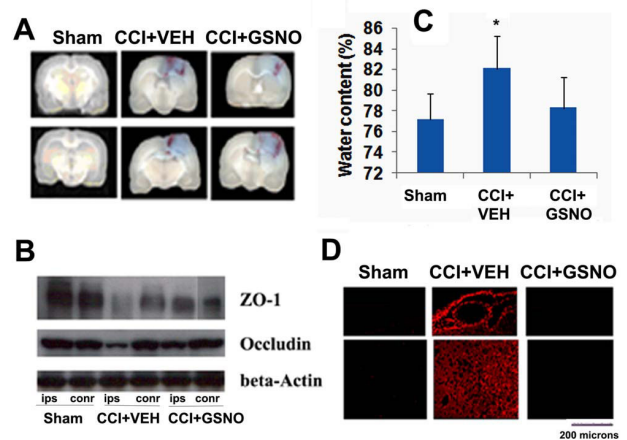 A
Sham CCI+VEH CCI+GSNO
C
Water content (%)
86
84
82
80
78
76
74
72
*
Sham CCI+ CCI+
VEH GSNO
B
ZO-1
Occludin
beta-Actin
ips conr ips conr ips conr
Sham CCI+VEH CCI+GSNO
D
Sham CCI+VEH CCI+GSNO
200 microns